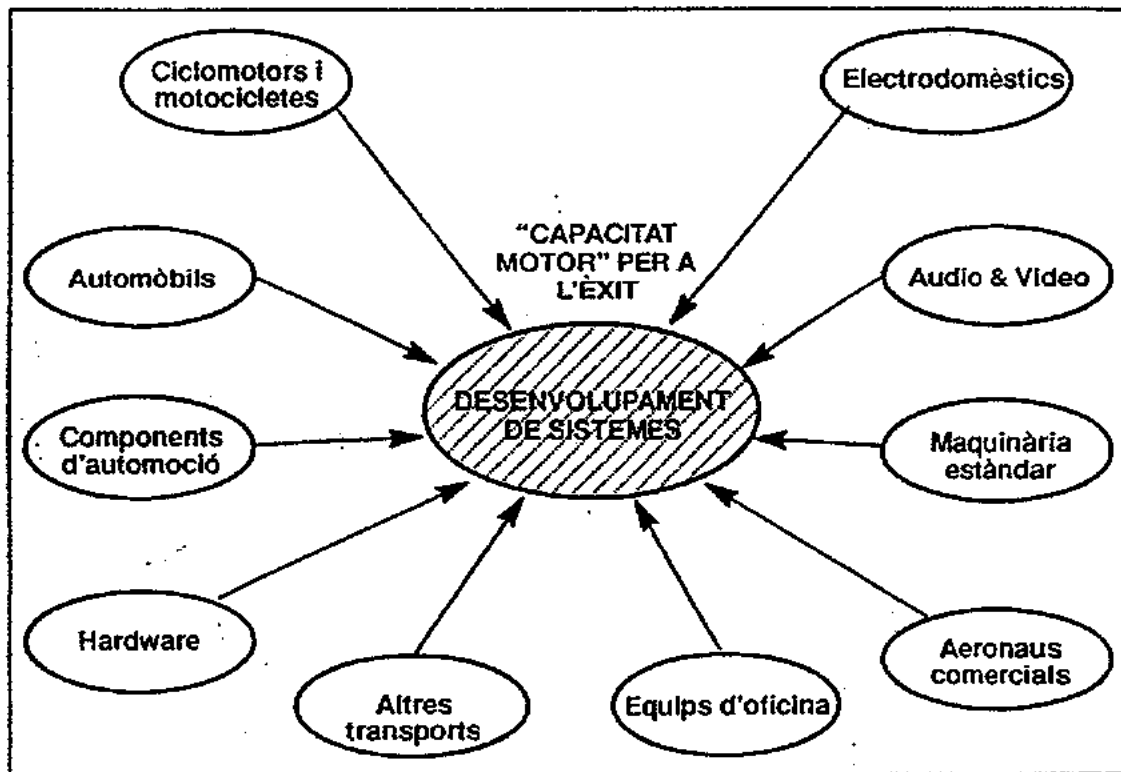 Ciclomotors i
motocicletes
Electrodomèstics
"CAPACITAT
MOTOR" PER A
L'ÈXIT
Automòbils
Audio & Video
DESENVOLUPAMENT
DE SISTEMES
Components
d'automoció
Maquinària
estàndar
Hardware
Altres
transports
Equips d'oficina
Aeronaus
comercials